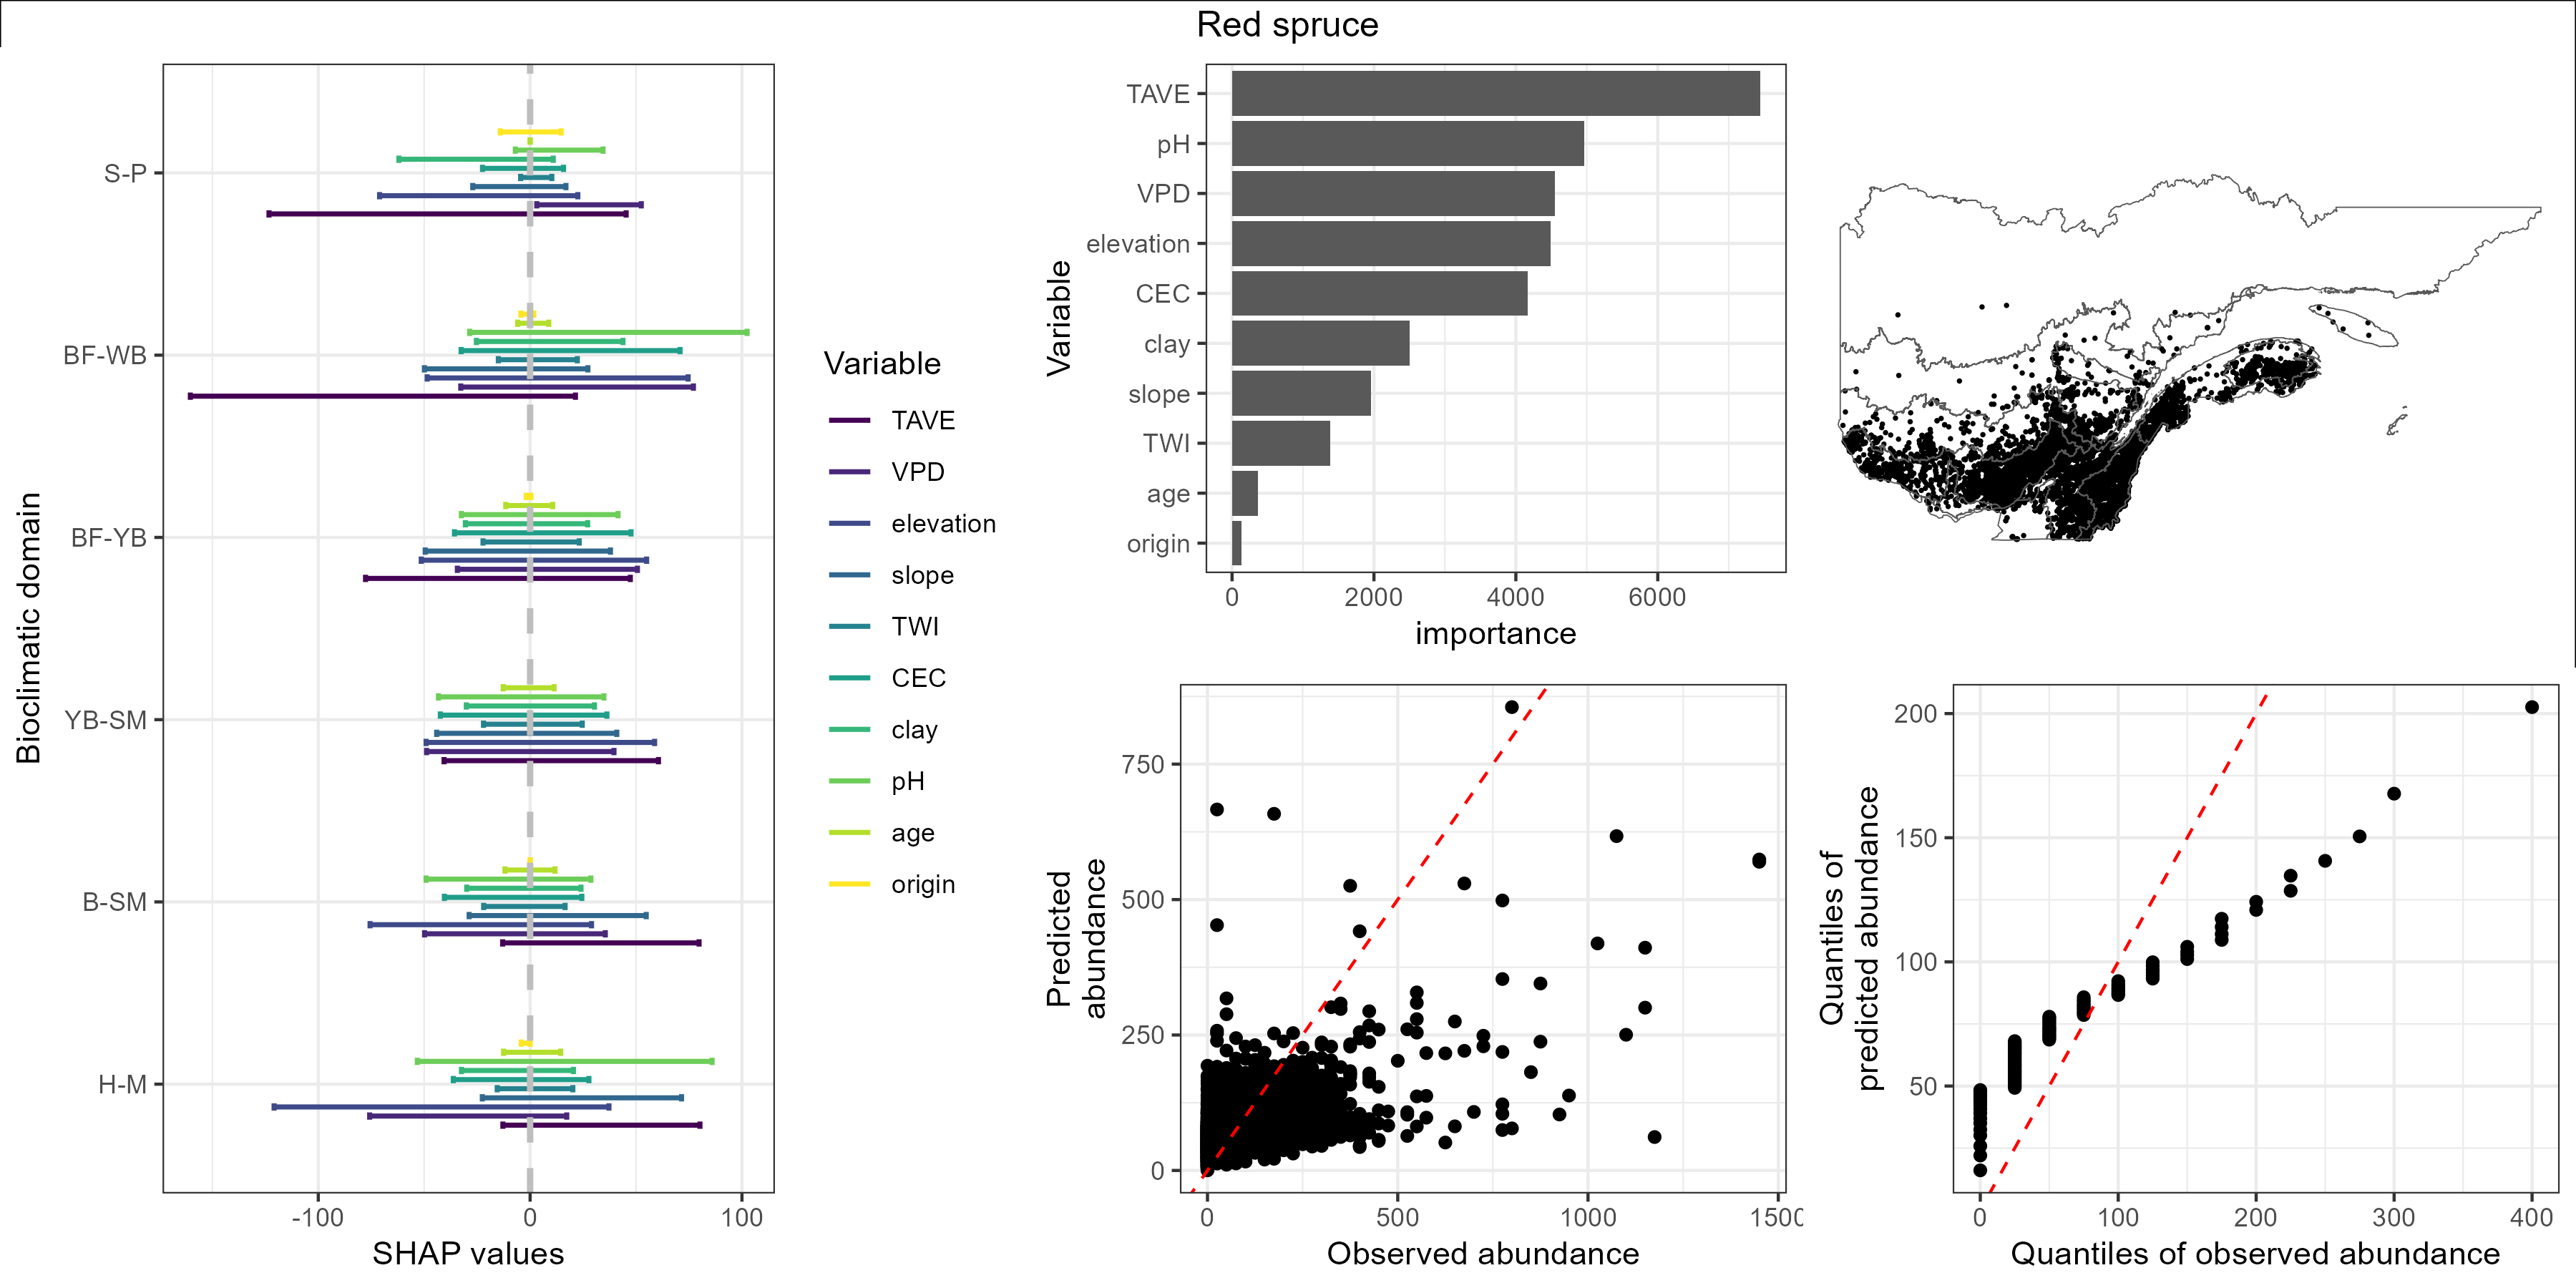 Red spruce
Bioclimatic domain
S-P
BF-WB
BF-YB
YB-SM
B-SM
H-M
-100 0 100
SHAP values
Variable
TAVE
VPD
elevation
slope
TWI
CEC
clay
pH
age
origin
Variable
TAVE
pH
VPD
elevation
CEC
clay
slope
TWI
age
origin
0 2000 4000 6000
importance
Predicted
abundance
750
500
250
0
0 500 1000 1500
Observed abundance
Quantiles of
predicted abundance
200
150
100
50
0 100 200 300 400
Quantiles of observed abundance